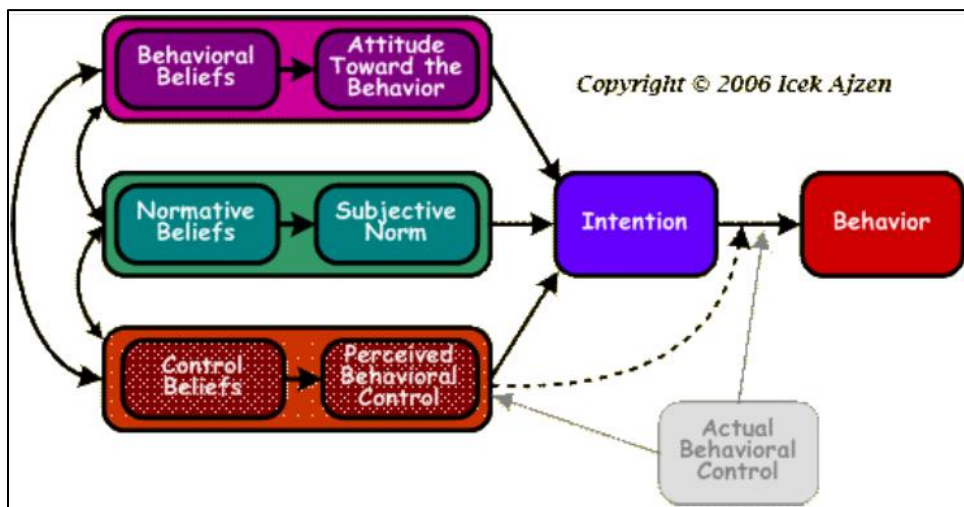 Behavioral
Beliefs
Attitude
Toward the
Behavior
Copyright © 2006 Icek Ajzen
Normative
Beliefs
Subjective
Norm
Intention
Behavior
Control
Beliefs
Perceived
Behavioral
Control
Actual
Behavioral
Control